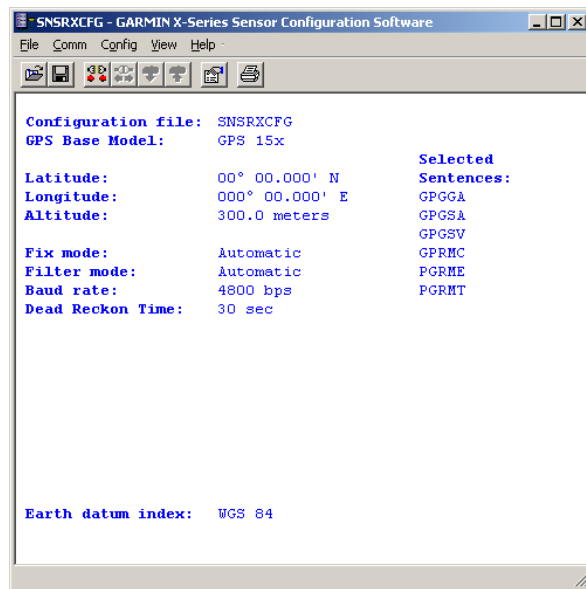 SNSRXCFG - GARMIN X-Series Sensor Configuration Software
File Comm Config View Help
Configuration file: SNSRXCFG
GPS Base Model: GPS 15x
Selected
Latitude: 00° 00.000' N Sentences:
Longitude: 000° 00.000' E GPGGA
Altitude: 300.0 meters GPGSA
GPGSV
Fix mode: Automatic GPRMC
Filter mode: Automatic PGRME
Baud rate: 4800 bps PGRMT
Dead Reckon Time: 30 sec
Earth datum index: WGS 84